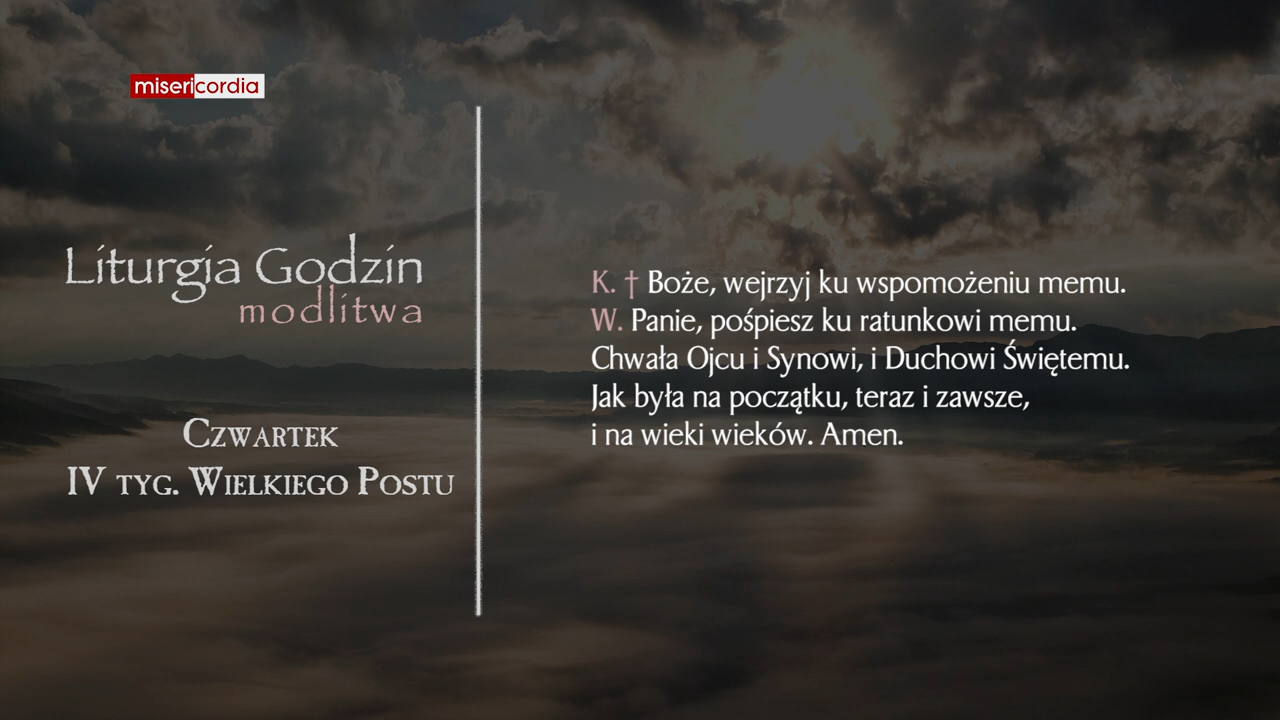 misericordia
Liturgia Godzin
modlitwa
Czwartek
IV tyg. Wielkiego Postu
K. † Boże, wejrzyj ku wspomożeniu memu.
W. Panie, pośpiesz ku ratunkowi memu.
Chwała Ojcu i Synowi, i Duchowi Świętemu.
Jak była na początku, teraz i zawsze,
i na wieki wieków. Amen.